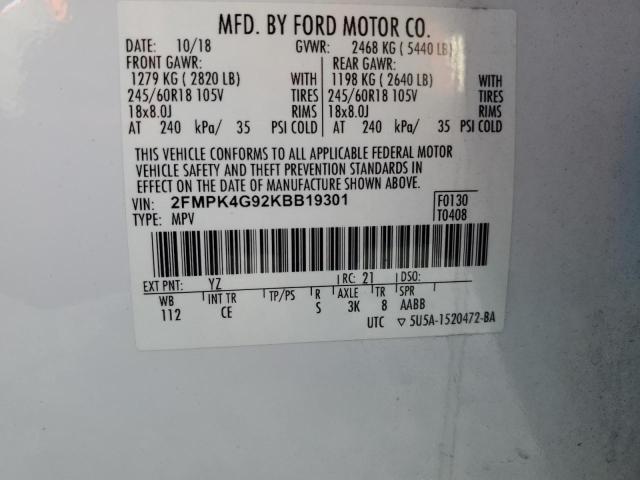 MFD. BY FORD MOTOR CO.
DATE: 10/18 GVWR: 2468 KG ( 5440 LB)
FRONT GAWR: REAR GAWR:
1279 KG ( 2820 LB) WITH 1198 KG ( 2640 LB) WITH
245/60R18 105V TIRES 245/60R18 105V TIRES
18x8.0J RIMS 18x8.0J RIMS
AT 240 kPa/ 35 PSI COLD AT 240 kPa/ 35 PSI COLD
THIS VEHICLE CONFORMS TO ALL APPLICABLE FEDERAL MOTOR
VEHICLE SAFETY AND THEFT PREVENTION STANDARDS IN
EFFECT ON THE DATE OF MANUFACTURE SHOWN ABOVE.
VIN: 2FMPK4G92KBB19301 F0130
TYPE: MPV T0408
EXT PNT: YZ RC: 21 DSO:
WB INT TR TP/PS R AXLE TR SPR
112 CE S 3K 8 AABB
UTC ▽ 5U5A-1520472-BA